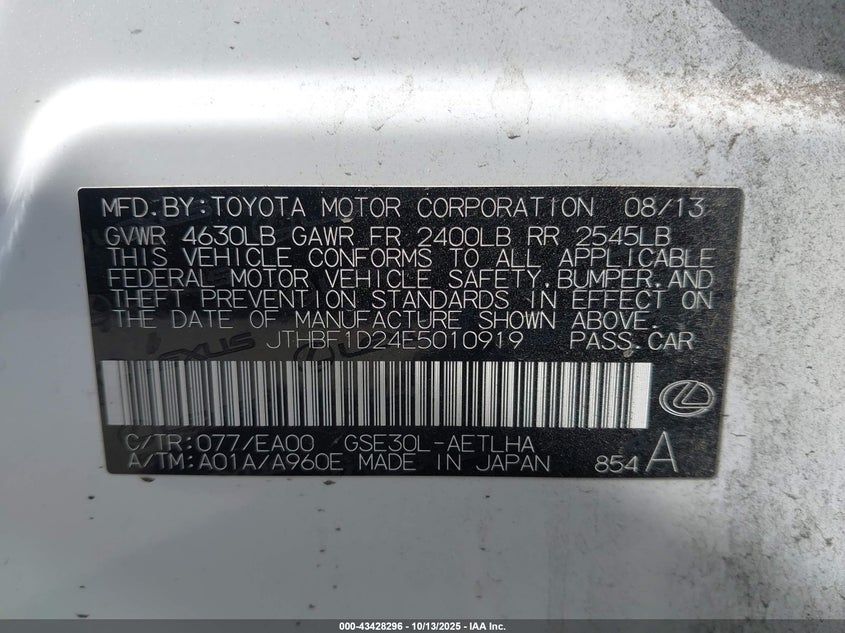 MFD.BY:TOYOTA MOTOR CORPORATION 08/13
GVWR 4630LB GAWR FR 2400LB RR 2545LB
THIS VEHICLE CONFORMS TO ALL APPLICABLE
FEDERAL MOTOR VEHICLE SAFETY.BUMPER.AND
THEFT PREVENTION STANDARDS IN EFFECT ON
THE DATE OF MANUFACTURE SHOWN ABOVE.
JTHBF1D24E5010919 PASS.CAR
C/TR:077/EA00 GSE30L-AETLHA
A/TM:A01A/A960E MADE IN JAPAN 854 A
000-43428296 - 10/13/2025 - IAA Inc.